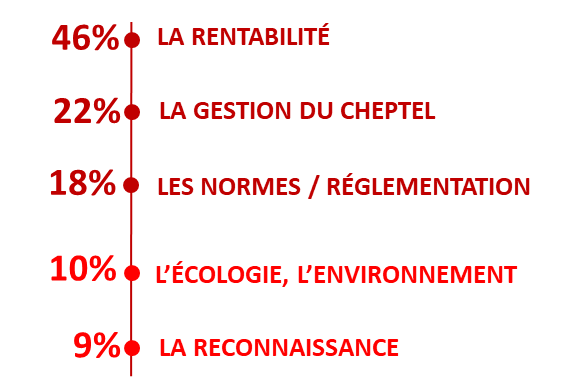 46% LA RENTABILITÉ
22% LA GESTION DU CHEPTEL
18% LES NORMES / RÉGLEMENTATION
10% L’ÉCOLOGIE, L’ENVIRONNEMENT
9% LA RECONNAISSANCE